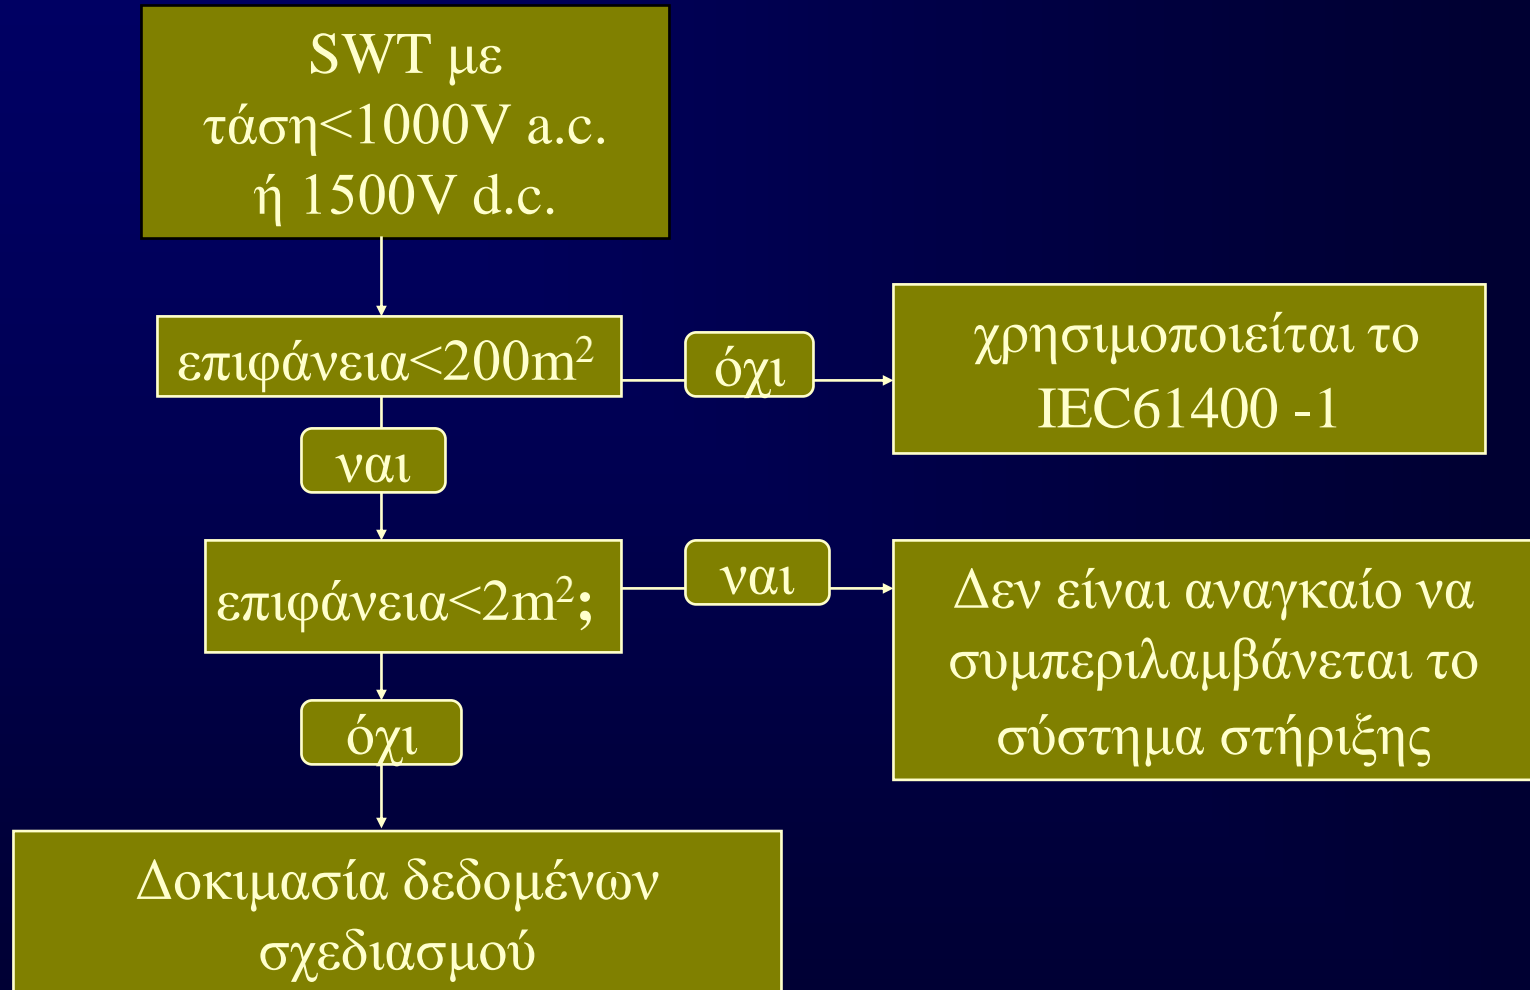 SWT με
τάση<1000V a.c.
ή 1500V d.c.
επιφάνεια<200m²
όχι
χρησιμοποιείται το
IEC61400 -1
ναι
επιφάνεια<2m²;
ναι
Δεν είναι αναγκαίο να
συμπεριλαμβάνεται το
σύστημα στήριξης
όχι
Δοκιμασία δεδομένων
σχεδιασμού